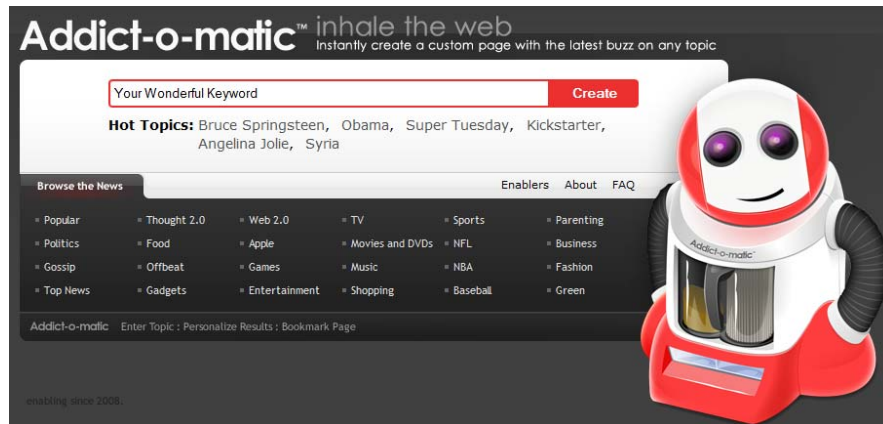 Addict-o-matic™ inhale the web
Instantly create a custom page with the latest buzz on any topic
Your Wonderful Keyword Create
Hot Topics: Bruce Springsteen, Obama, Super Tuesday, Kickstarter,
Angelina Jolie, Syria
Browse the News Enablers About FAQ
Popular Thought 2.0 Web 2.0 TV Sports Parenting
Politics Food Apple Movies and DVDs NFL Business
Gossip Offbeat Games Music NBA Fashion
Top News Gadgets Entertainment Shopping Baseball Green
Addict-o-matic™
Addict-o-matic Enter Topic : Personalize Results : Bookmark Page
enabling since 2008.